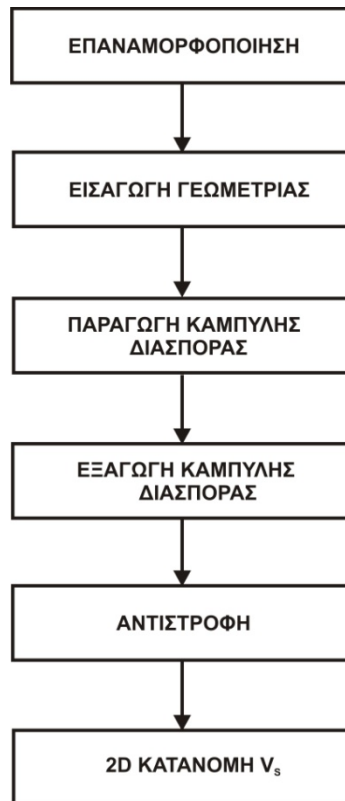 ΕΠΑΝΑΜΟΡΦΟΠΟΙΗΣΗ
ΕΙΣΑΓΩΓΗ ΓΕΩΜΕΤΡΙΑΣ
ΠΑΡΑΓΩΓΗ ΚΑΜΠΥΛΗΣ
ΔΙΑΣΠΟΡΑΣ
ΕΞΑΓΩΓΗ ΚΑΜΠΥΛΗΣ
ΔΙΑΣΠΟΡΑΣ
ΑΝΤΙΣΤΡΟΦΗ
2D ΚΑΤΑΝΟΜΗ Vs